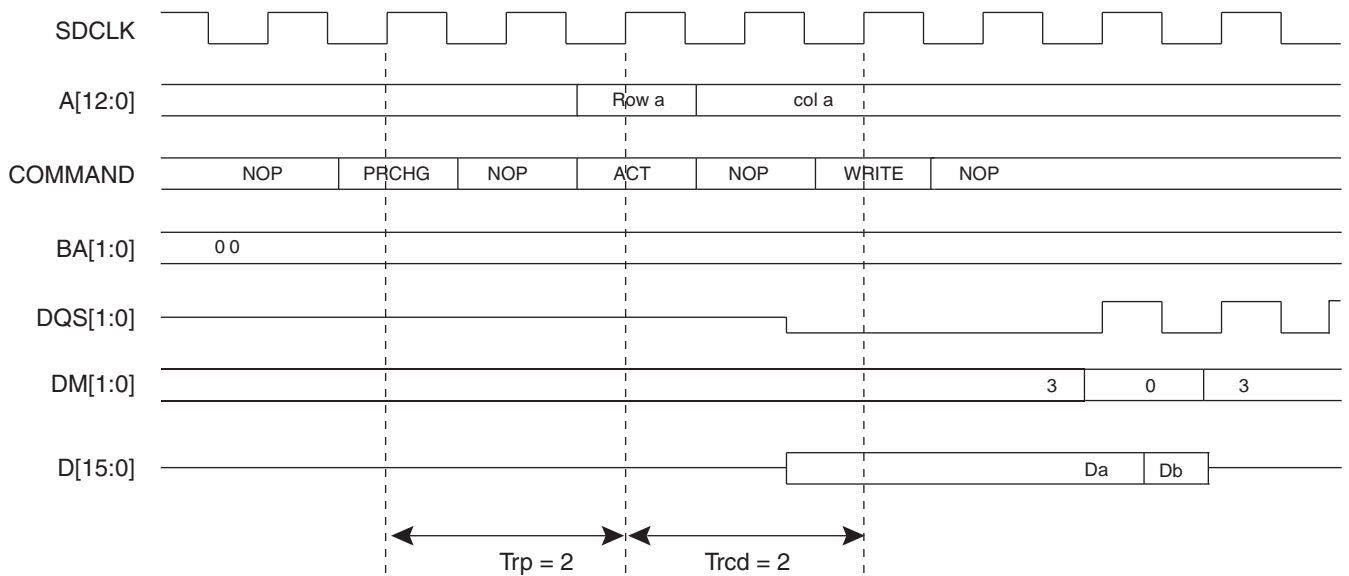 SDCLK
A[12:0] Row a col a
COMMAND NOP PRCHG NOP ACT NOP WRITE NOP
BA[1:0] 0 0
DQS[1:0]
DM[1:0] 3 0 3
D[15:0] Da Db
Trp = 2 Trcd = 2